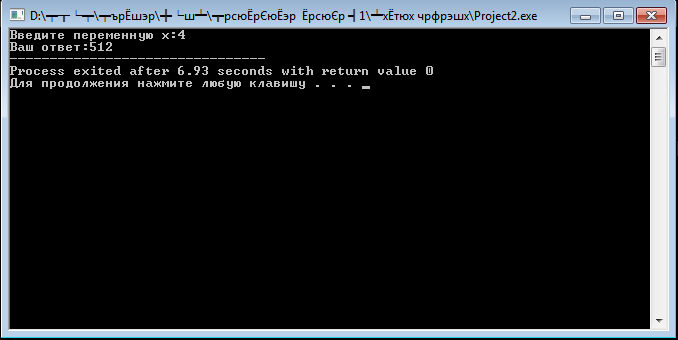 D:\┬┯┬ └┯┥\┬ърЁшэр\╋ └ш┷\┳рсюЁрЄюЁэр ЁрсюЄр ┥1\┷хЁтюх чрфрэшх\Project2.exe
Введите переменную x:4
Ваш ответ:512
--------------------------------
Process exited after 6.93 seconds with return value 0
Для продолжения нажмите любую клавишу . . . _